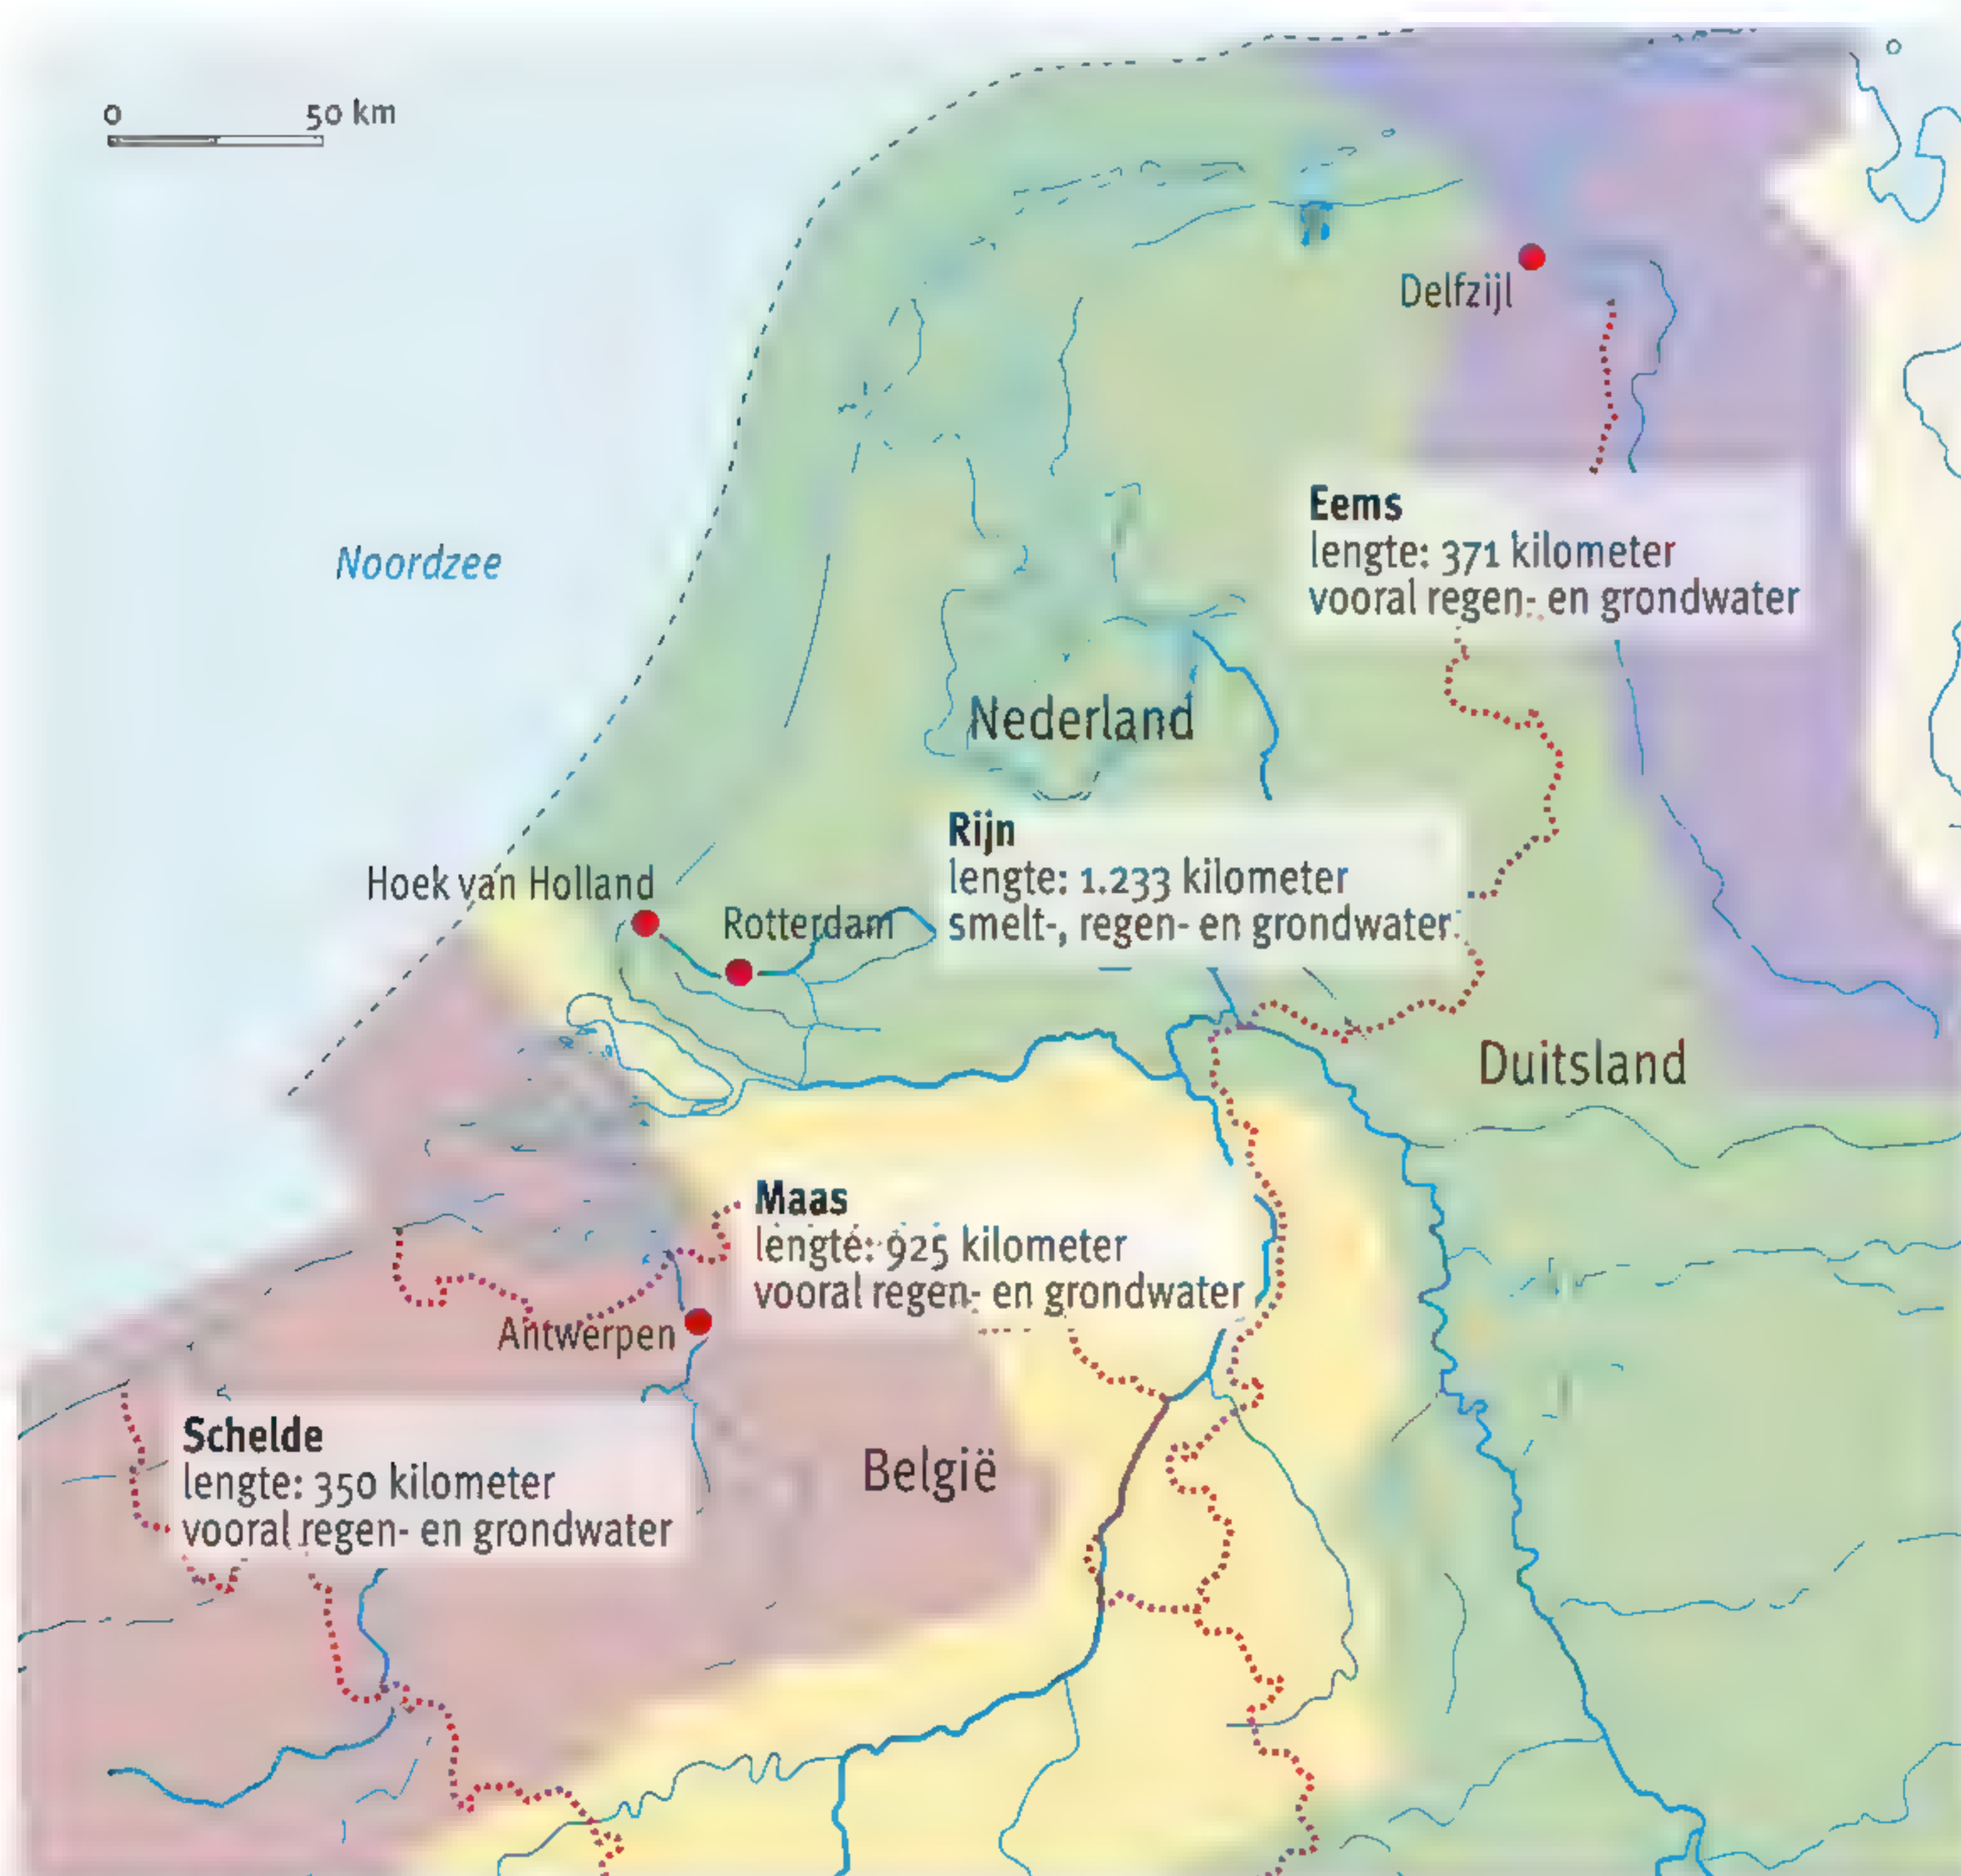 0 50 km
Delfzijl
Eems
lengte: 371 kilometer
vooral regen- en grondwater
Noordzee
Nederland
Rijn
lengte: 1.233 kilometer
smelt-, regen- en grondwater
Hoek van Holland
Rotterdam
Duitsland
Maas
lengte: 925 kilometer
vooral regen- en grondwater
Antwerpen
Schelde
lengte: 350 kilometer
vooral regen- en grondwater
België